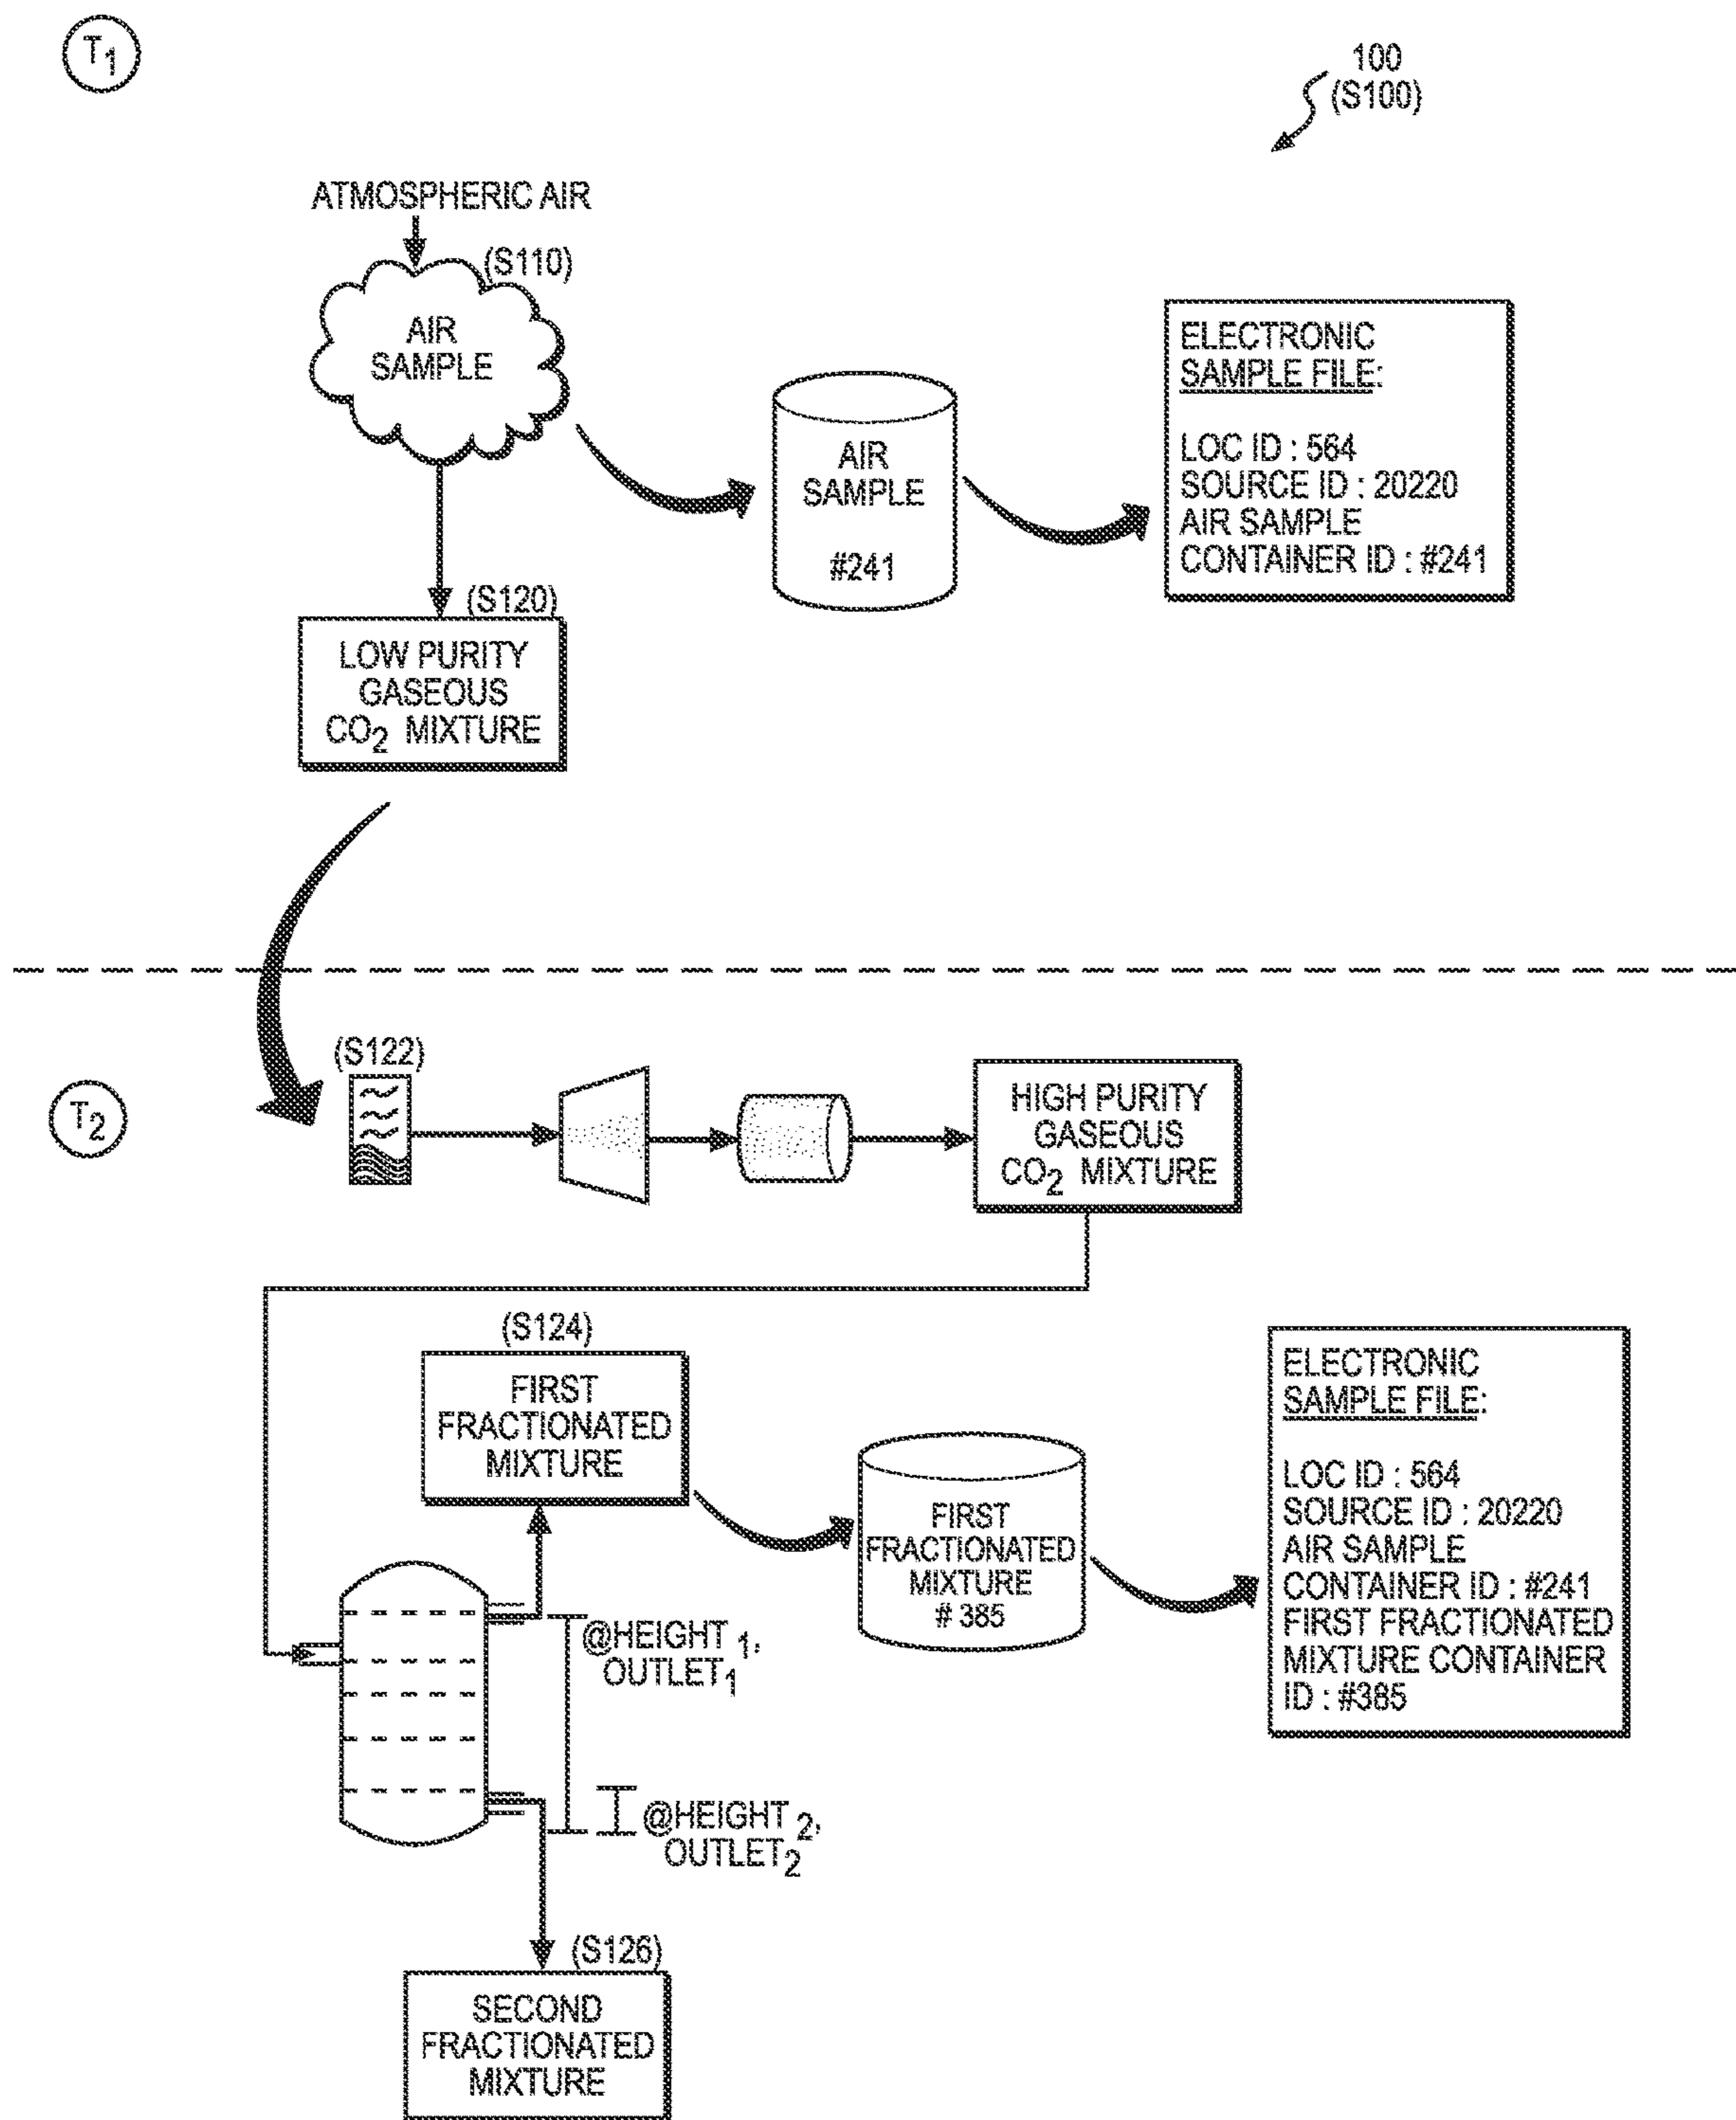 T1
100
(S100)
ATMOSPHERIC AIR
(S110)
AIR
SAMPLE
AIR
SAMPLE
#241
ELECTRONIC
SAMPLE FILE:
LOC ID : 564
SOURCE ID : 20220
AIR SAMPLE
CONTAINER ID : #241
(S120)
LOW PURITY
GASEOUS
CO2 MIXTURE
T2
(S122)
HIGH PURITY
GASEOUS
CO2 MIXTURE
(S124)
FIRST
FRACTIONATED
MIXTURE
FIRST
FRACTIONATED
MIXTURE
# 385
ELECTRONIC
SAMPLE FILE:
LOC ID : 564
SOURCE ID : 20220
AIR SAMPLE
CONTAINER ID : #241
FIRST FRACTIONATED
MIXTURE CONTAINER
ID : #385
@HEIGHT 1,
OUTLET1
@HEIGHT 2,
OUTLET2
(S126)
SECOND
FRACTIONATED
MIXTURE